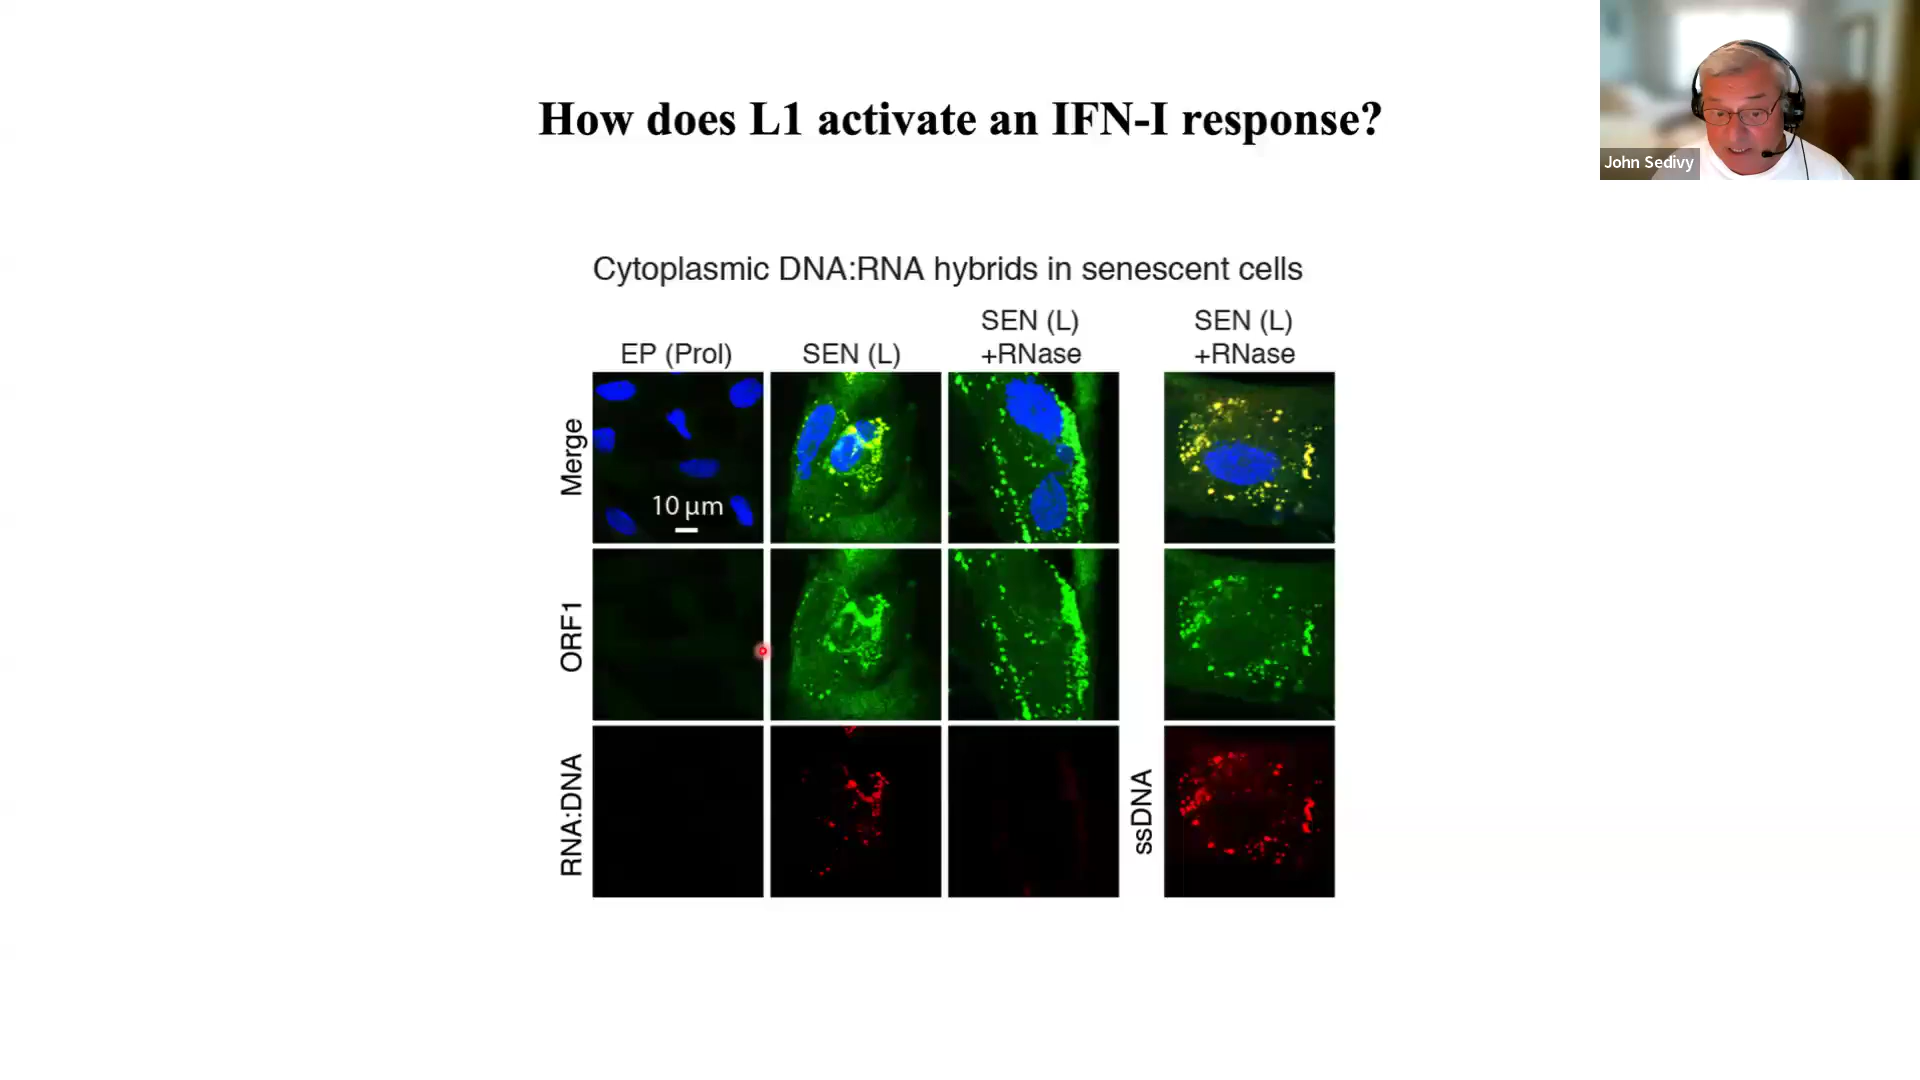 How does L1 activate an IFN-I response?
John Sedivy
Cytoplasmic DNA:RNA hybrids in senescent cells
EP (Prol)
SEN (L)
SEN (L)
+RNase
SEN (L)
+RNase
Merge
10 µm
ORF1
RNA:DNA
ssDNA